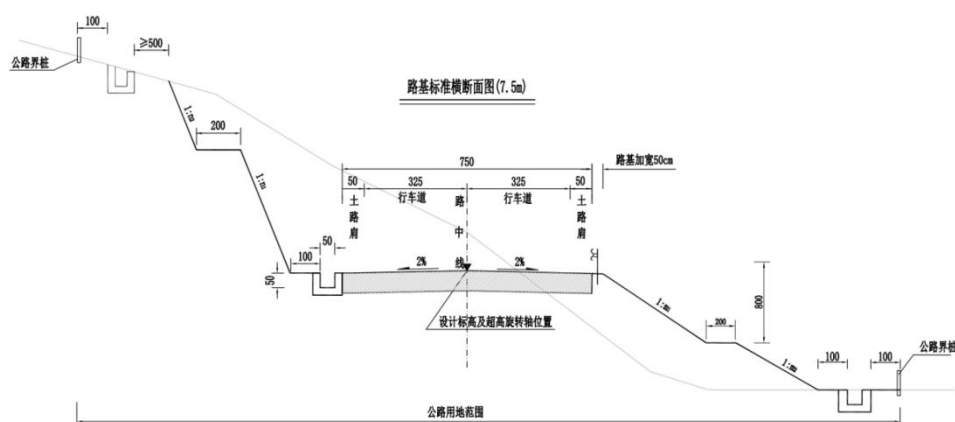 100
≥500
公路界桩
路基标准横断面图(7.5m)
1:m
200
750
路基加宽50cm
50
325
325
50
行车道
行车道
土路肩
路中线
土路肩
1:m
50
100
2%
2%
50
800
设计标高及超高旋转轴位置
1:m
200
1:m
100
100
公路界桩
公路用地范围